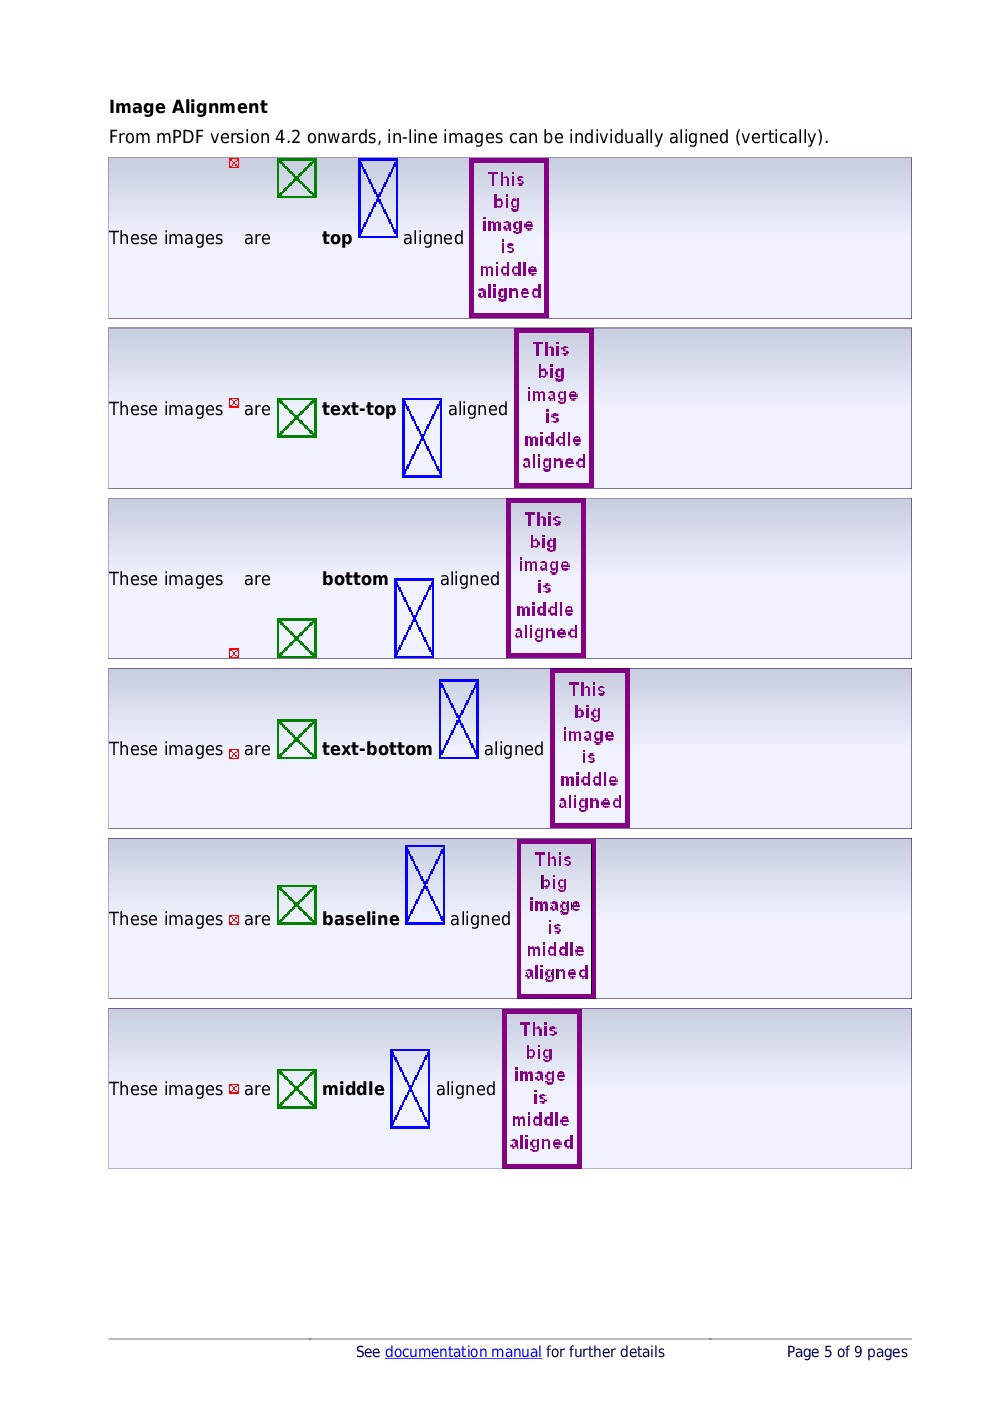 Image Alignment
From mPDF version 4.2 onwards, in-line images can be individually aligned (vertically).
These images are top aligned
This
big
image
is
middle
aligned
These images are text-top aligned
This
big
image
is
middle
aligned
These images are bottom aligned
This
big
image
is
middle
aligned
These images are text-bottom aligned
This
big
image
is
middle
aligned
These images are baseline aligned
This
big
image
is
middle
aligned
These images are middle aligned
This
big
image
is
middle
aligned
See documentation manual for further details Page 5 of 9 pages